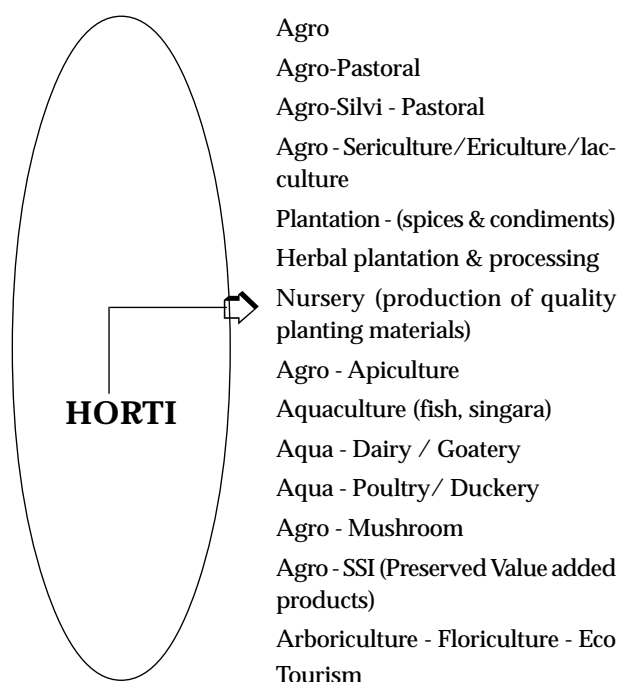 Agro
Agro-Pastoral
Agro-Silvi - Pastoral
Agro - Sericulture/Ericulture/lac-
culture
Plantation - (spices & condiments)
Herbal plantation & processing
Nursery (production of quality
planting materials)
Agro - Apiculture
HORTI
Aquaculture (fish, singara)
Aqua - Dairy / Goatery
Aqua - Poultry/ Duckery
Agro - Mushroom
Agro - SSI (Preserved Value added
products)
Arboriculture - Floriculture - Eco
Tourism